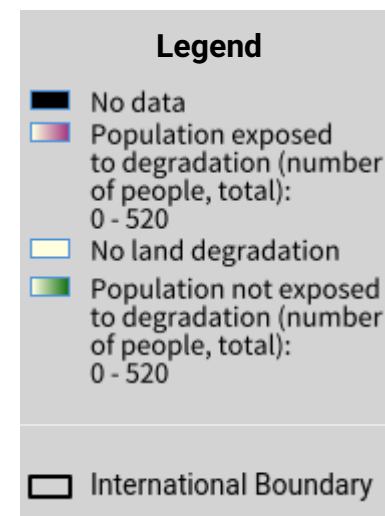 Legend
No data
Population exposed
to degradation (number
of people, total):
0 - 520
No land degradation
Population not exposed
to degradation (number
of people, total):
0 - 520
International Boundary